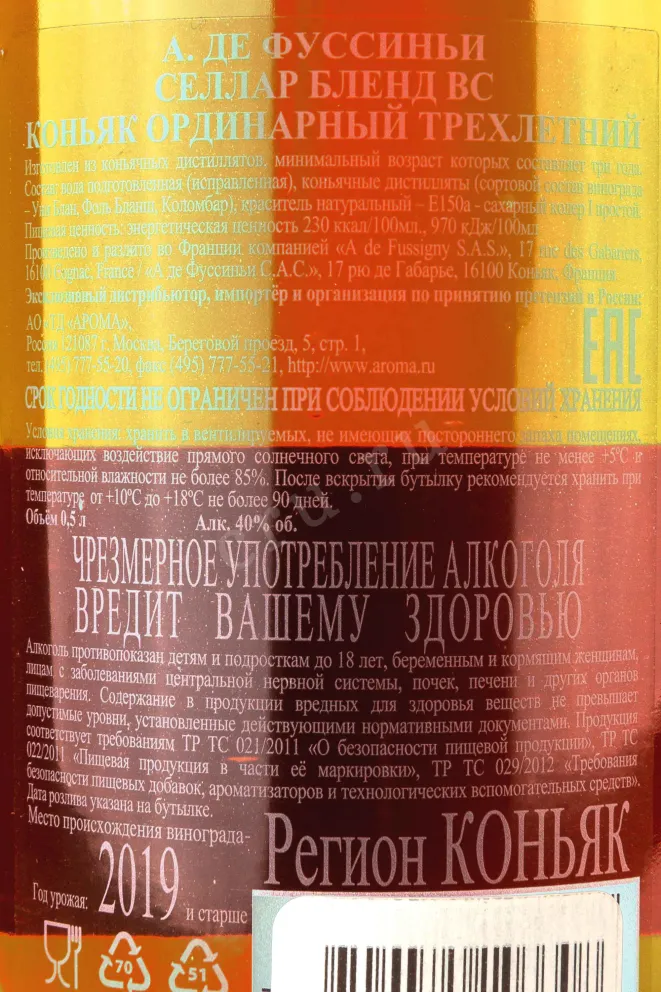 А. ДЕ ФУССИНЬИ
СЕЛЛАР БЛЕНД ВС
КОНЬЯК ОРДИНАРНЫЙ ТРЕХЛЕТНИЙ
Изготовлен из коньячных дистиллятов, минимальный возраст которых составляет три года.
Состав: вода подготовленная (исправленная), коньячные дистилляты (сортовой состав винограда
– Уни Блан, Фоль Бланш, Коломбар), краситель натуральный – Е150а - сахарный колер I простой.
Пищевая ценность: энергетическая ценность 230 ккал/100мл., 970 кДж/100мл
Произведено и разлито во Франции компанией «A de Fussigny S.A.S.», 17 rue des Gabariers,
16100 Cognac, France / «А де Фуссиньи С.А.С.», 17 рю де Габарье, 16100 Коньяк, Франция.
Эксклюзивный дистрибьютор, импортёр и организация по принятию претензий в России:
АО «ТД «АРОМА»,
Россия 121087 г. Москва, Береговой проезд, 5, стр. 1,
тел. (495) 777-55-20, факс (495) 777-55-21, http://www.aroma.ru
EAC
СРОК ГОДНОСТИ НЕ ОГРАНИЧЕН ПРИ СОБЛЮДЕНИИ УСЛОВИЙ ХРАНЕНИЯ
Условия хранения: хранить в вентилируемых, не имеющих постороннего запаха помещениях,
исключающих воздействие прямого солнечного света, при температуре не менее +5°С и
относительной влажности не более 85%. После вскрытия бутылку рекомендуется хранить при
температуре от +10°С до +18°С не более 90 дней.
Объём 0,5 л Алк. 40% об.
ЧРЕЗМЕРНОЕ УПОТРЕБЛЕНИЕ АЛКОГОЛЯ
ВРЕДИТ ВАШЕМУ ЗДОРОВЬЮ
Алкоголь противопоказан детям и подросткам до 18 лет, беременным и кормящим женщинам,
лицам с заболеваниями центральной нервной системы, почек, печени и других органов
пищеварения. Содержание в продукции вредных для здоровья веществ не превышает
допустимые уровни, установленные действующими нормативными документами. Продукция
соответствует требованиям ТР ТС 021/2011 «О безопасности пищевой продукции», ТР ТС
022/2011 «Пищевая продукция в части её маркировки», ТР ТС 029/2012 «Требования
безопасности пищевых добавок, ароматизаторов и технологических вспомогательных средств».
Дата розлива указана на бутылке.
Место происхождения винограда-
Регион КОНЬЯК
Год урожая: 2019 и старше
70 51